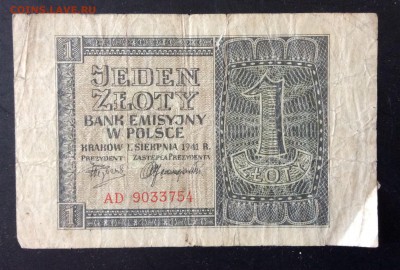 COINS-LAVE.RU
1
JEDEN
ZŁOTY
BANK EMISYJNY
W POLSCE
KRAKÓW 1. SIERPNIA 1941 R.
PREZYDENT ZASTĘPCA PREZYDENTA
AD 9033754
1
1
ZŁOTY